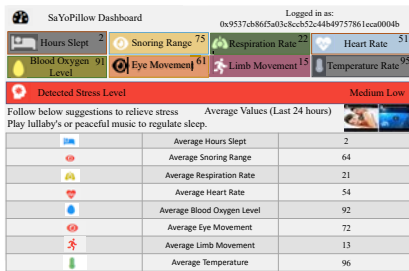 SaYoPillow Dashboard
Logged in as:
0x9537cb86f5a03c8ccb52c44b49757861eca0004b
Hours Slept 2
Snoring Range 75
Respiration Rate 22
Heart Rate 51
Blood Oxygen Level 91
Eye Movement 61
Limb Movement 15
Temperature Rate 95
Detected Stress Level Medium Low
Follow below suggestions to relieve stress
Play lullaby's or peaceful music to regulate sleep.
Average Values (Last 24 hours)
Average Hours Slept 2
Average Snoring Range 64
Average Respiration Rate 21
Average Heart Rate 54
Average Blood Oxygen Level 92
Average Eye Movement 72
Average Limb Movement 13
Average Temperature 96